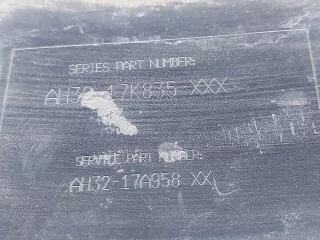 SERIES PART NUMBER:
AH32-17K835 XXX
SERVICE PART NUMBER:
AH32-17A958 XX